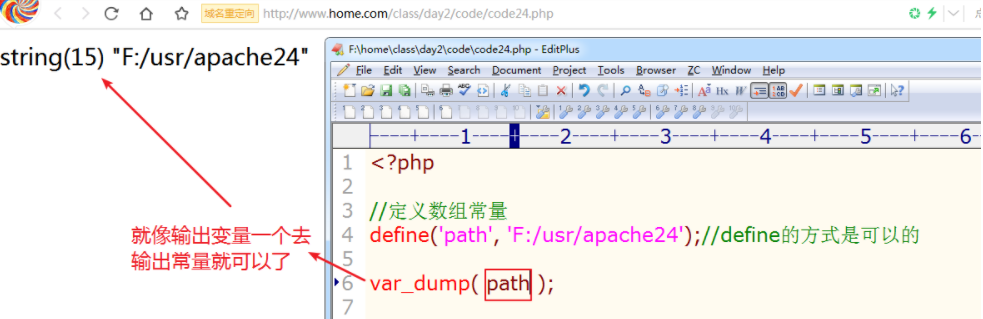 域名重定向 http://www.home.com/class/day2/code/code24.php
string(15) "F:/usr/apache24"
F:\home\class\day2\code\code24.php - EditPlus
File Edit View Search Document Project Tools Browser ZC Window Help
1 2 3 4 5 6
1 <?php
2
3 //定义数组常量
4 define('path', 'F:/usr/apache24');//define的方式是可以的
5
6 var_dump( path );
7
就像输出变量一个去
输出常量就可以了